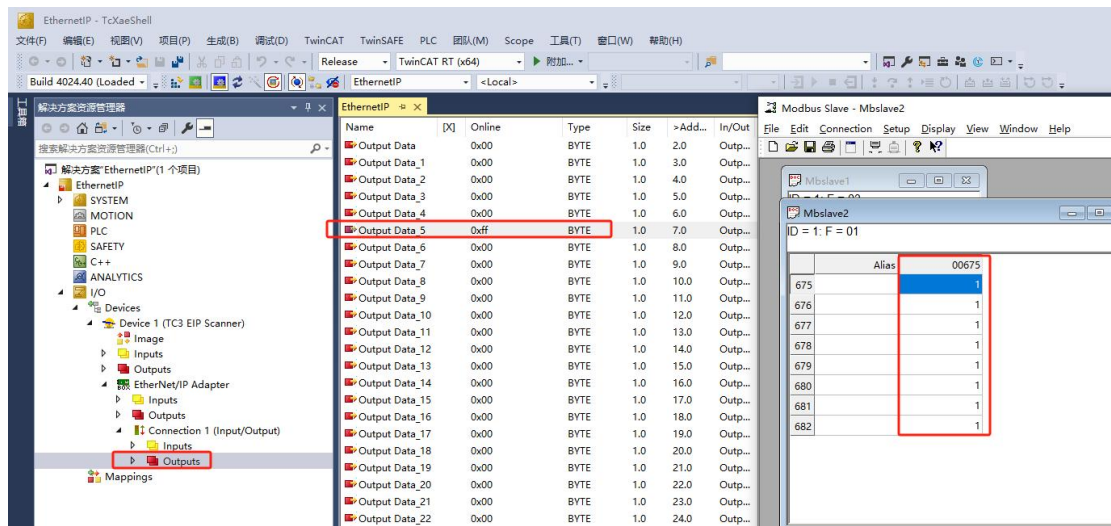 EthernetIP - TcXaeShell
文件(F) 编辑(E) 视图(V) 项目(P) 生成(B) 调试(D) TwinCAT TwinSAFE PLC 团队(M) Scope 工具(T) 窗口(W) 帮助(H)
Release TwinCAT RT (x64) 附加...
Build 4024.40 (Loaded EthernetIP <Local>
工具箱
解决方案资源管理器
搜索解决方案资源管理器(Ctrl+;)
解决方案"EthernetIP"(1 个项目)
EthernetIP
SYSTEM
MOTION
PLC
SAFETY
C++
ANALYTICS
I/O
Devices
Device 1 (TC3 EIP Scanner)
Image
Inputs
Outputs
EtherNet/IP Adapter
Inputs
Outputs
Connection 1 (Input/Output)
Inputs
Outputs
Mappings
EthernetIP
Name [X] Online Type Size >Add... In/Out
Output Data 0x00 BYTE 1.0 2.0 Outp...
Output Data_1 0x00 BYTE 1.0 3.0 Outp...
Output Data_2 0x00 BYTE 1.0 4.0 Outp...
Output Data_3 0x00 BYTE 1.0 5.0 Outp...
Output Data_4 0x00 BYTE 1.0 6.0 Outp...
Output Data_5 0xff BYTE 1.0 7.0 Outp...
Output Data_6 0x00 BYTE 1.0 8.0 Outp...
Output Data_7 0x00 BYTE 1.0 9.0 Outp...
Output Data_8 0x00 BYTE 1.0 10.0 Outp...
Output Data_9 0x00 BYTE 1.0 11.0 Outp...
Output Data_10 0x00 BYTE 1.0 12.0 Outp...
Output Data_11 0x00 BYTE 1.0 13.0 Outp...
Output Data_12 0x00 BYTE 1.0 14.0 Outp...
Output Data_13 0x00 BYTE 1.0 15.0 Outp...
Output Data_14 0x00 BYTE 1.0 16.0 Outp...
Output Data_15 0x00 BYTE 1.0 17.0 Outp...
Output Data_16 0x00 BYTE 1.0 18.0 Outp...
Output Data_17 0x00 BYTE 1.0 19.0 Outp...
Output Data_18 0x00 BYTE 1.0 20.0 Outp...
Output Data_19 0x00 BYTE 1.0 21.0 Outp...
Output Data_20 0x00 BYTE 1.0 22.0 Outp...
Output Data_21 0x00 BYTE 1.0 23.0 Outp...
Output Data_22 0x00 BYTE 1.0 24.0 Outp...
Modbus Slave - Mbslave2
File Edit Connection Setup Display View Window Help
Mbslave1
Mbslave2
ID = 1: F = 01
Alias 00675
675 1
676 1
677 1
678 1
679 1
680 1
681 1
682 1